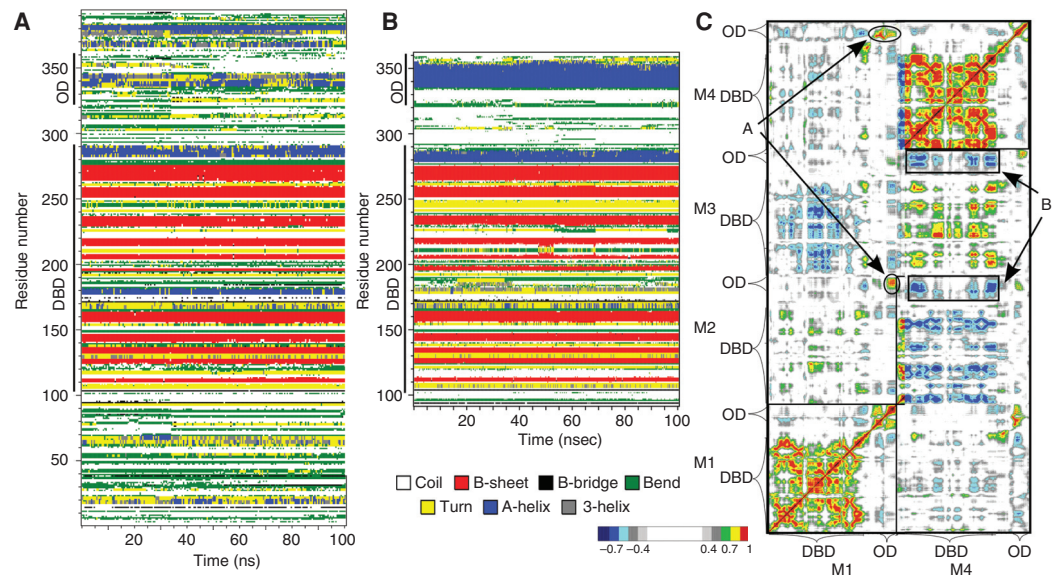 A
350
OD
300
250
Residue number
200
DBD
150
100
50
20 40 60 80 100
Time (ns)
B
350
OD
300
250
Residue number
200
DBD
150
100
0 20 40 60 80 100
Time (nsec)
Coil B-sheet B-bridge Bend
Turn A-helix 3-helix
−0.7 −0.4 0.4 0.7 1
C
OD
M4
DBD
A
OD
M3
DBD
B
OD
M2
DBD
OD
M1
DBD
DBD OD DBD OD
M1 M4